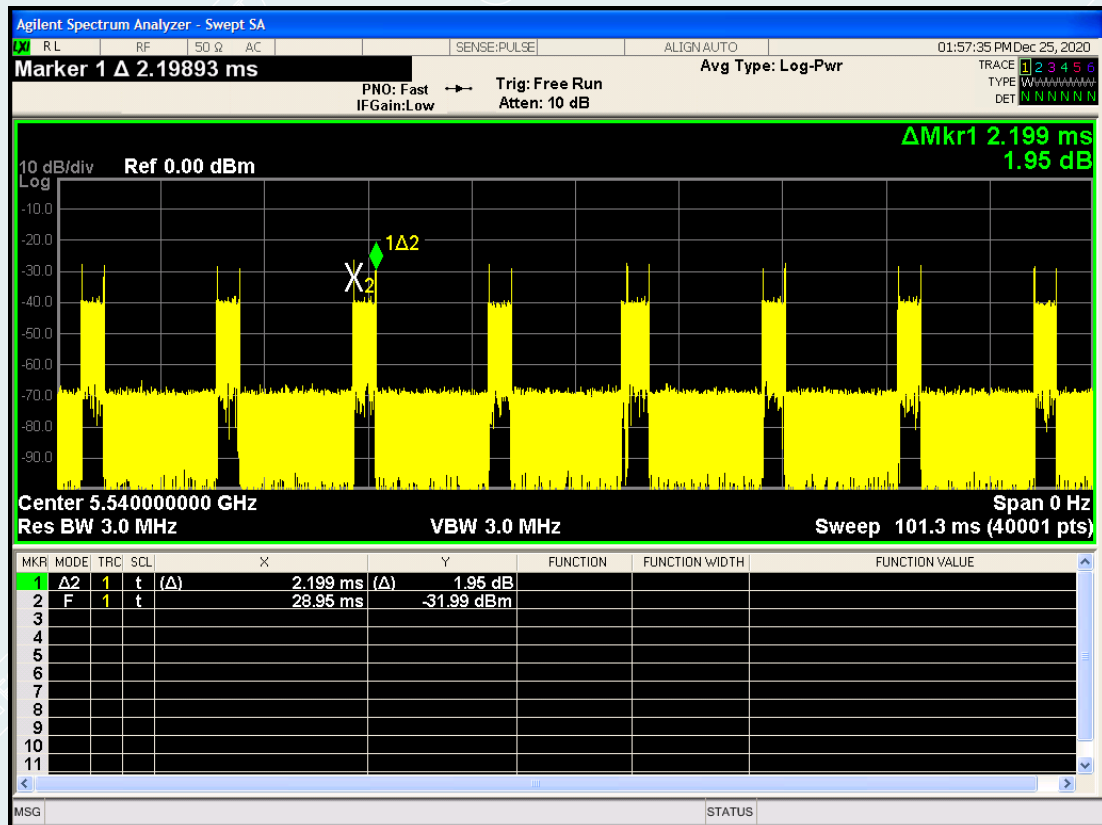 Agilent Spectrum Analyzer - Swept SA
LXI RL RF 50 Ω AC SENSE:PULSE ALIGN AUTO 01:57:35 PM Dec 25, 2020
Marker 1 Δ 2.19893 ms
PNO: Fast
IFGain:Low
Trig: Free Run
Atten: 10 dB
Avg Type: Log-Pwr
TRACE 1 2 3 4 5 6
TYPE WWWWWW
DET N N N N N N
ΔMkr1 2.199 ms
1.95 dB
10 dB/div Ref 0.00 dBm
Log
-10.0
-20.0
1Δ2
-30.0
2
-40.0
-50.0
-60.0
-70.0
-80.0
-90.0
Center 5.540000000 GHz Span 0 Hz
Res BW 3.0 MHz VBW 3.0 MHz Sweep 101.3 ms (40001 pts)
MKR MODE TRC SCL X Y FUNCTION FUNCTION WIDTH FUNCTION VALUE
1 Δ2 1 t (Δ) 2.199 ms (Δ) 1.95 dB
2 F 1 t 28.95 ms -31.99 dBm
3
4
5
6
7
8
9
10
11
MSG STATUS